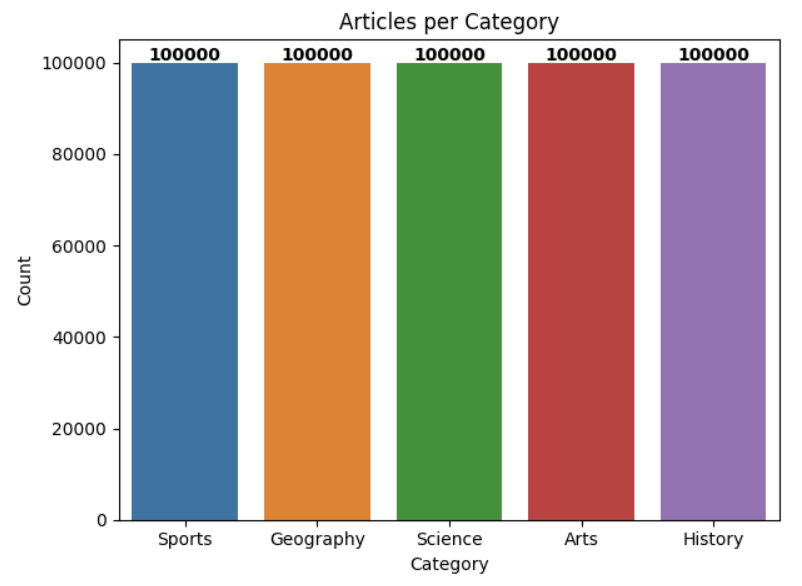 Articles per Category
100000 100000 100000 100000 100000
100000
80000
60000
40000
20000
0
Count
Sports Geography Science Arts History
Category